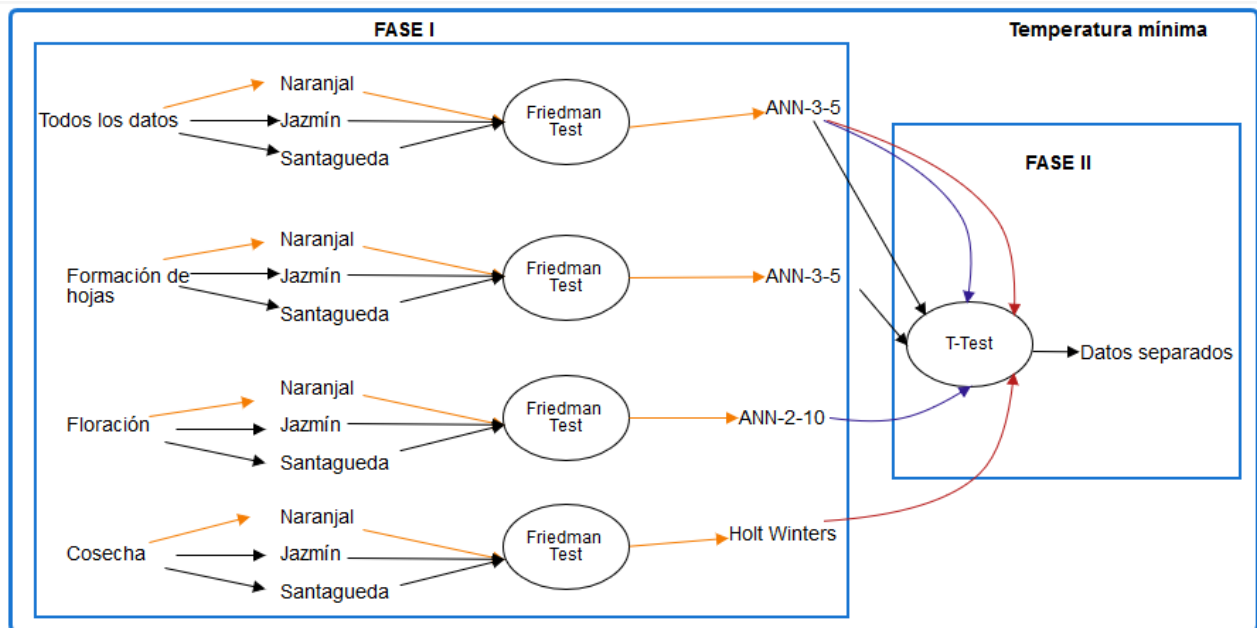 FASE I
Temperatura mínima
Todos los datos
Naranjal
Jazmín
Santagueda
Friedman
Test
ANN-3-5
Formación de
hojas
Naranjal
Jazmín
Santagueda
Friedman
Test
ANN-3-5
Floración
Naranjal
Jazmín
Santagueda
Friedman
Test
ANN-2-10
Cosecha
Naranjal
Jazmín
Santagueda
Friedman
Test
Holt Winters
FASE II
T-Test
Datos separados